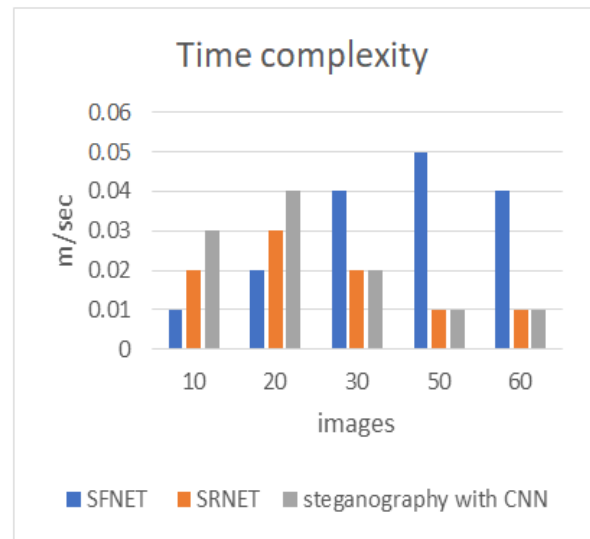 Time complexity
0.06
0.05
0.04
0.03
0.02
0.01
0
m/sec
10 20 30 50 60
images
SFNET SRNET steganography with CNN